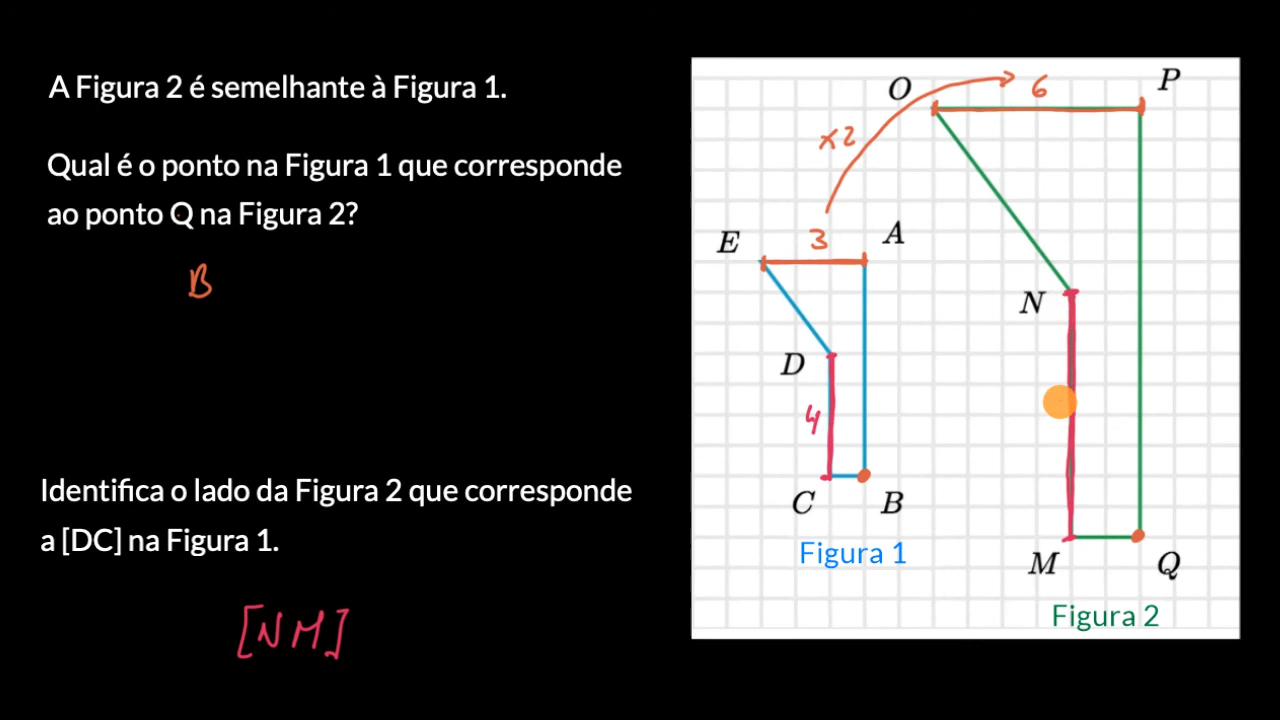 A Figura 2 é semelhante à Figura 1.
Qual é o ponto na Figura 1 que corresponde
ao ponto Q na Figura 2?
B
Identifica o lado da Figura 2 que corresponde
a [DC] na Figura 1.
[NM]
O
6
P
×2
E
3
A
N
D
4
C
B
Figura 1
M
Q
Figura 2